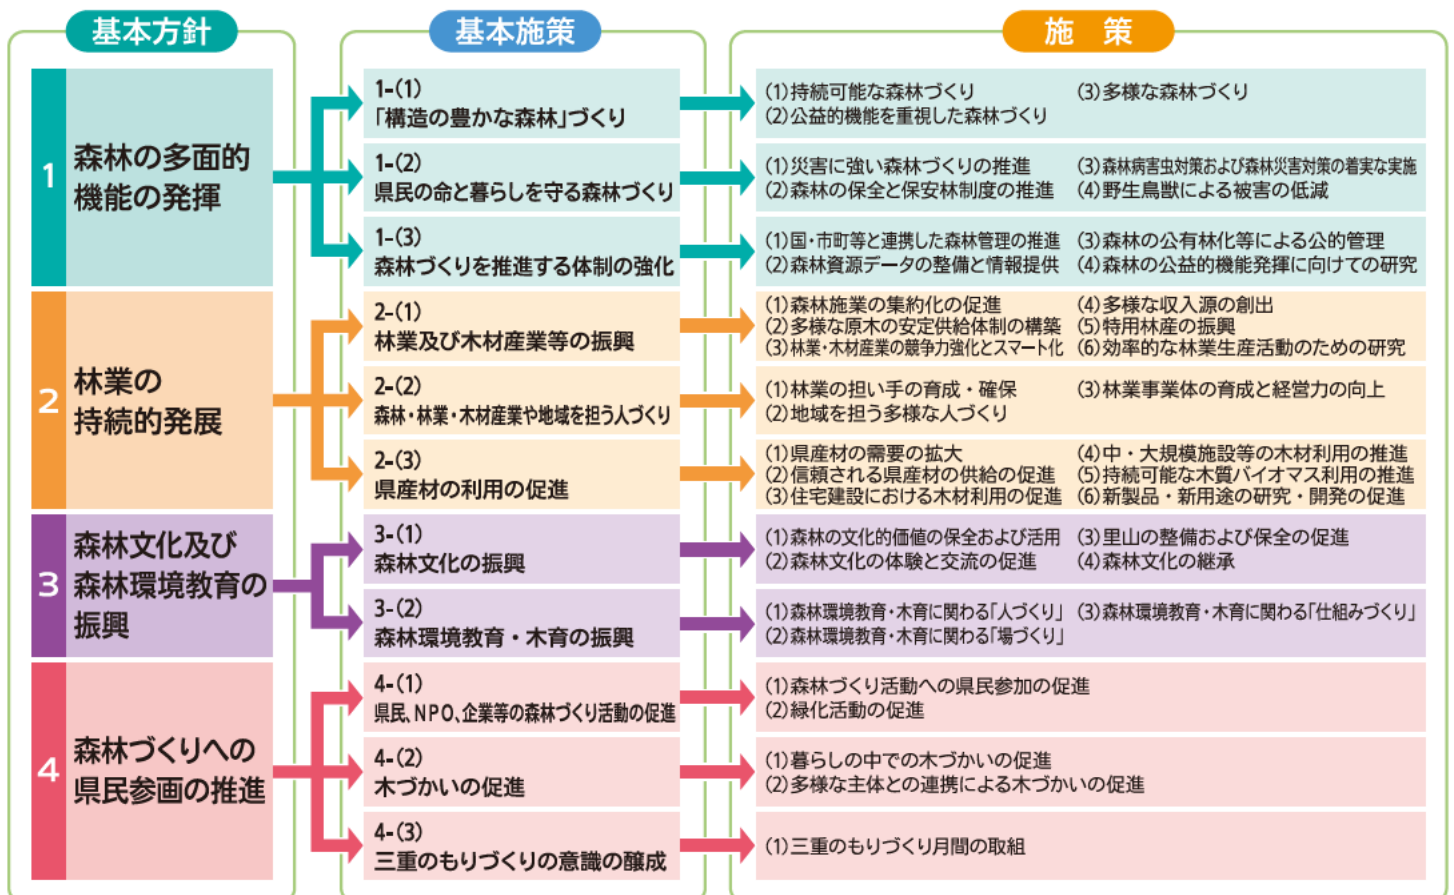 基本方針
基本施策
施 策
1
森林の多面的
機能の発揮
1-(1)
「構造の豊かな森林」づくり
(1)持続可能な森林づくり
(3)多様な森林づくり
(2)公益的機能を重視した森林づくり
1-(2)
県民の命と暮らしを守る森林づくり
(1)災害に強い森林づくりの推進
(3)森林病害虫対策および森林災害対策の着実な実施
(2)森林の保全と保安林制度の推進
(4)野生鳥獣による被害の低減
1-(3)
森林づくりを推進する体制の強化
(1)国・市町等と連携した森林管理の推進
(3)森林の公有林化等による公的管理
(2)森林資源データの整備と情報提供
(4)森林の公益的機能発揮に向けての研究
2
林業の
持続的発展
2-(1)
林業及び木材産業等の振興
(1)森林施業の集約化の促進
(4)多様な収入源の創出
(2)多様な原木の安定供給体制の構築
(5)特用林産の振興
(3)林業・木材産業の競争力強化とスマート化
(6)効率的な林業生産活動のための研究
2-(2)
森林・林業・木材産業や地域を担う人づくり
(1)林業の担い手の育成・確保
(3)林業事業体の育成と経営力の向上
(2)地域を担う多様な人づくり
2-(3)
県産材の利用の促進
(1)県産材の需要の拡大
(4)中・大規模施設等の木材利用の推進
(2)信頼される県産材の供給の促進
(5)持続可能な木質バイオマス利用の推進
(3)住宅建設における木材利用の促進
(6)新製品・新用途の研究・開発の促進
3
森林文化及び
森林環境教育の
振興
3-(1)
森林文化の振興
(1)森林の文化的価値の保全および活用
(3)里山の整備および保全の促進
(2)森林文化の体験と交流の促進
(4)森林文化の継承
3-(2)
森林環境教育・木育の振興
(1)森林環境教育・木育に関わる「人づくり」
(3)森林環境教育・木育に関わる「仕組みづくり」
(2)森林環境教育・木育に関わる「場づくり」
4
森林づくりへの
県民参画の推進
4-(1)
県民、NPO、企業等の森林づくり活動の促進
(1)森林づくり活動への県民参加の促進
(2)緑化活動の促進
4-(2)
木づかいの促進
(1)暮らしの中での木づかいの促進
(2)多様な主体との連携による木づかいの促進
4-(3)
三重のもりづくりの意識の醸成
(1)三重のもりづくり月間の取組